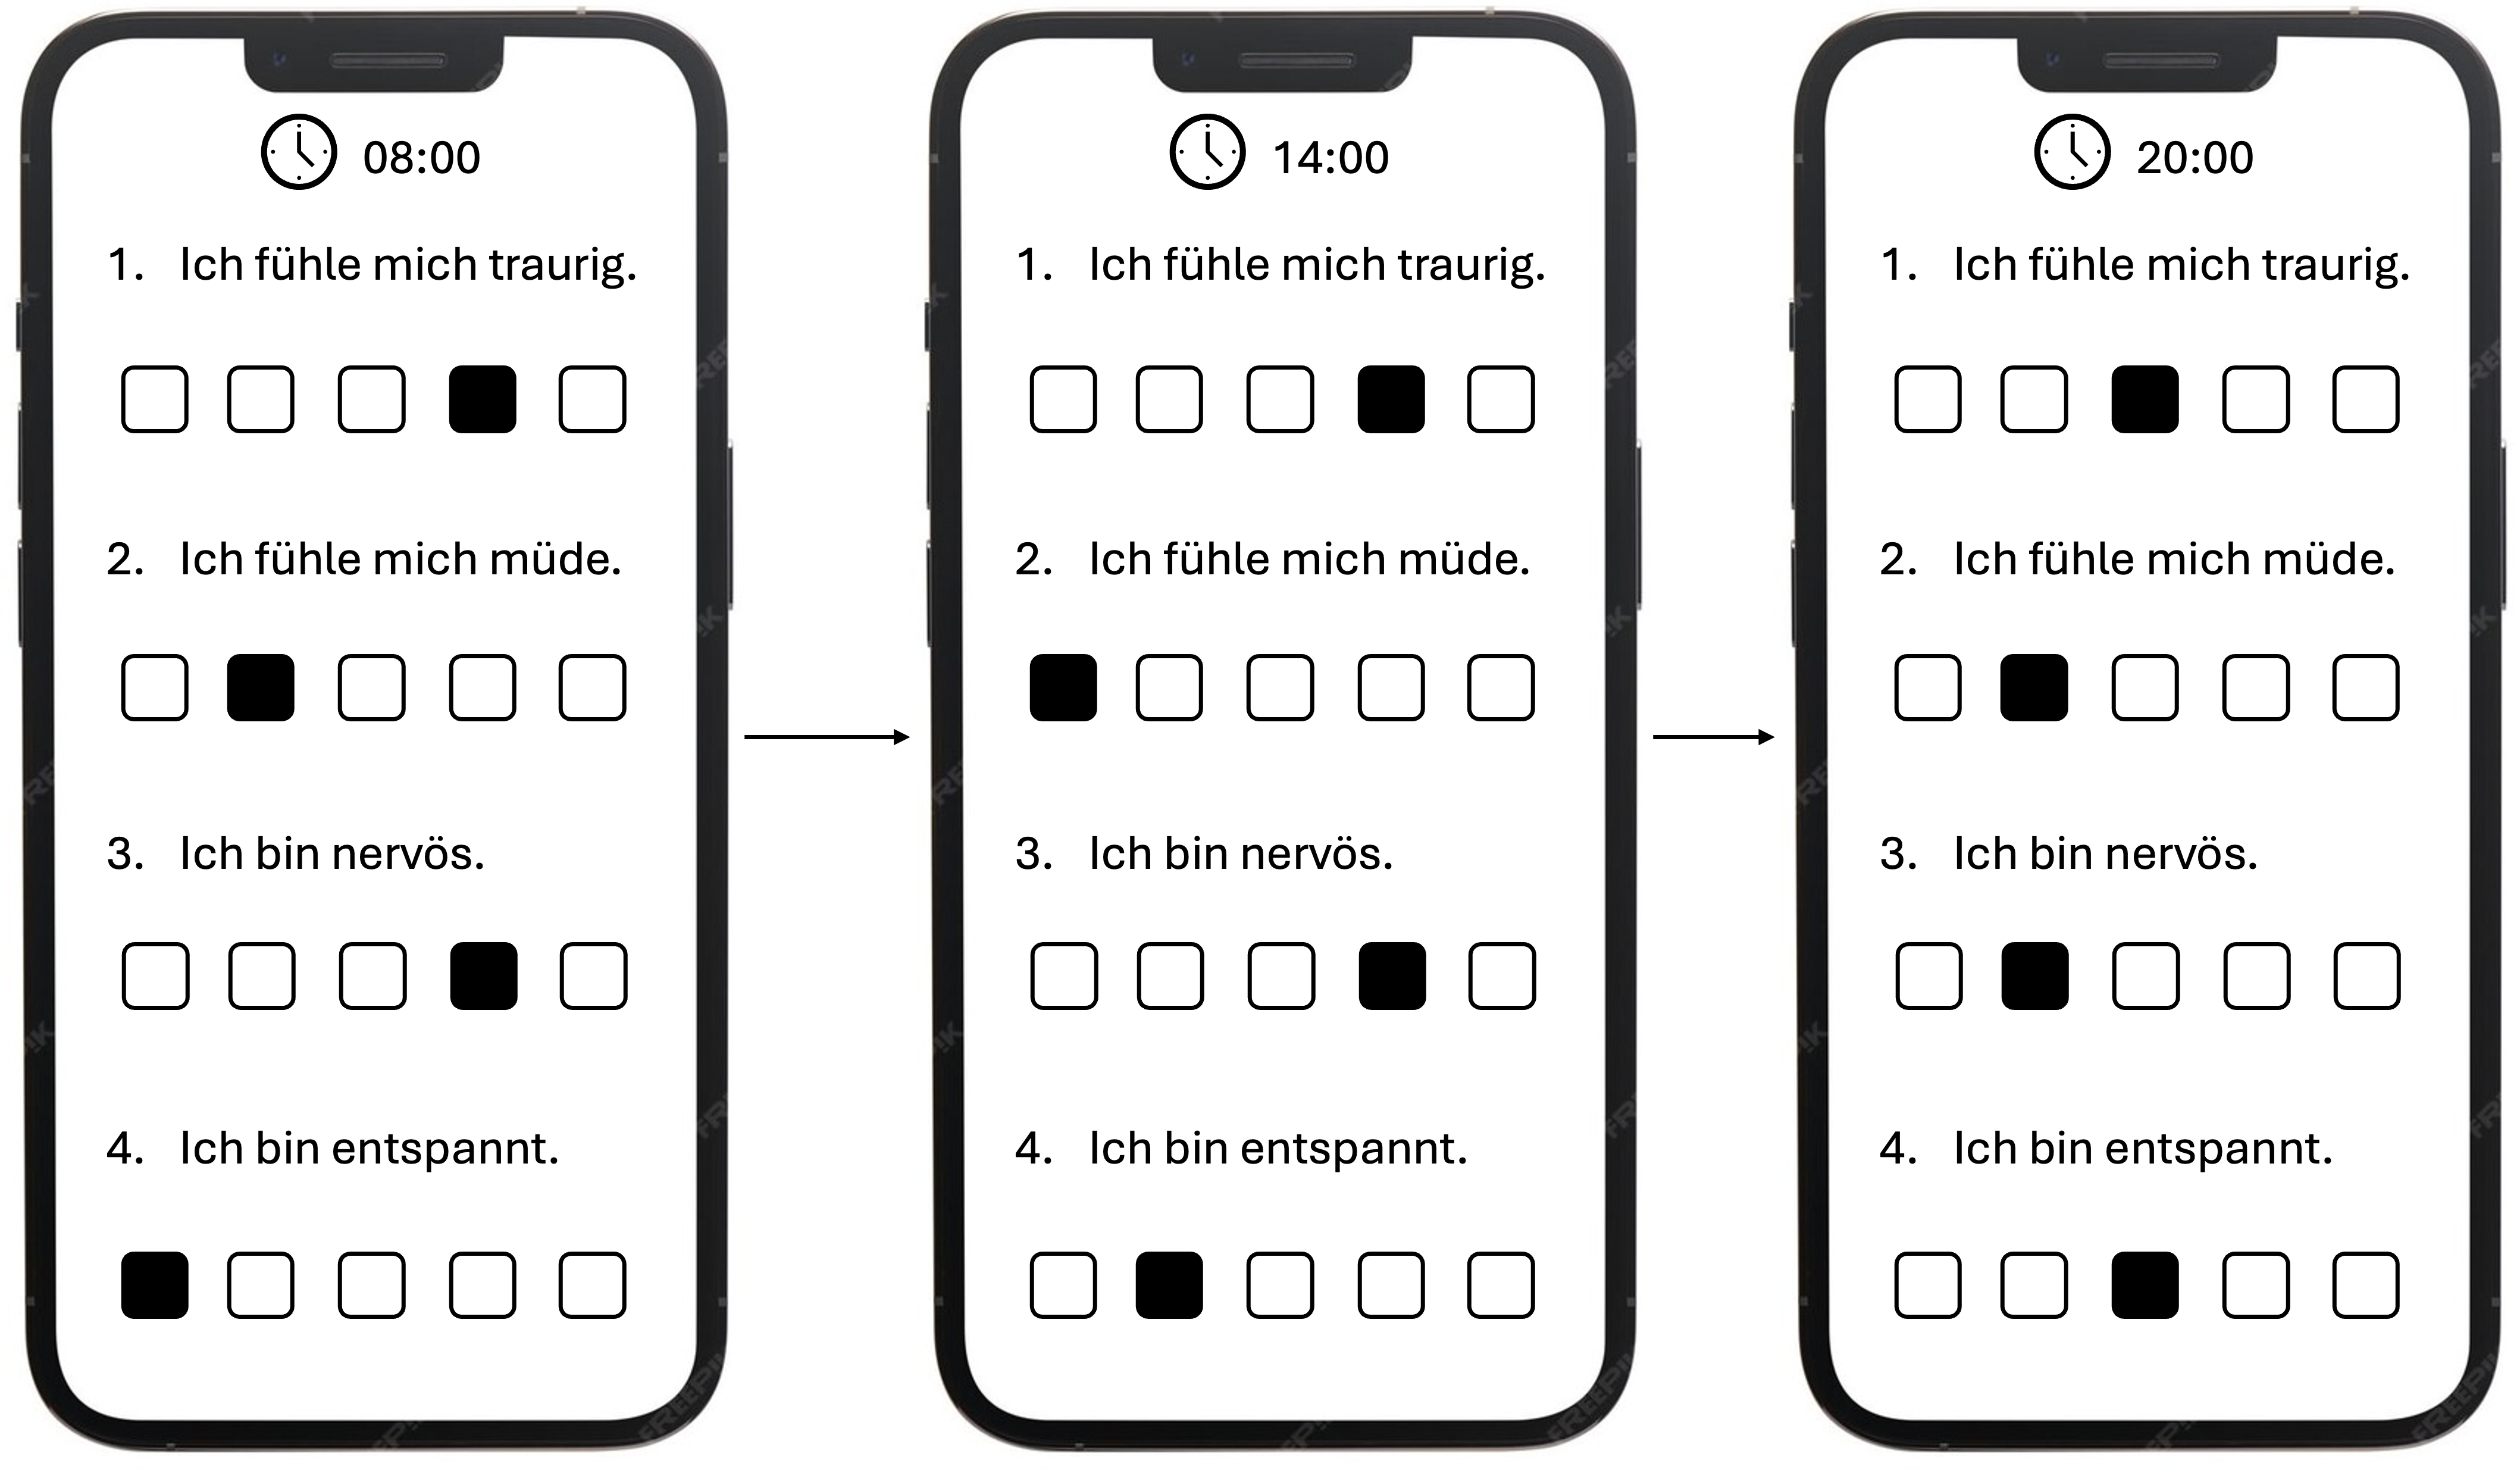 08:00
1. Ich fühle mich traurig.
2. Ich fühle mich müde.
3. Ich bin nervös.
4. Ich bin entspannt.
14:00
1. Ich fühle mich traurig.
2. Ich fühle mich müde.
3. Ich bin nervös.
4. Ich bin entspannt.
20:00
1. Ich fühle mich traurig.
2. Ich fühle mich müde.
3. Ich bin nervös.
4. Ich bin entspannt.